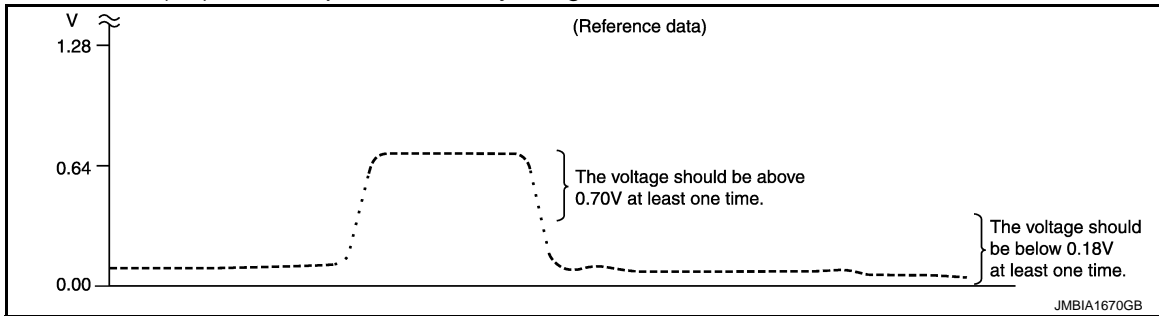 V
(Reference data)
1.28
0.64
The voltage should be above
0.70V at least one time.
The voltage should
be below 0.18V
at least one time.
0.00
JMBIA1670GB